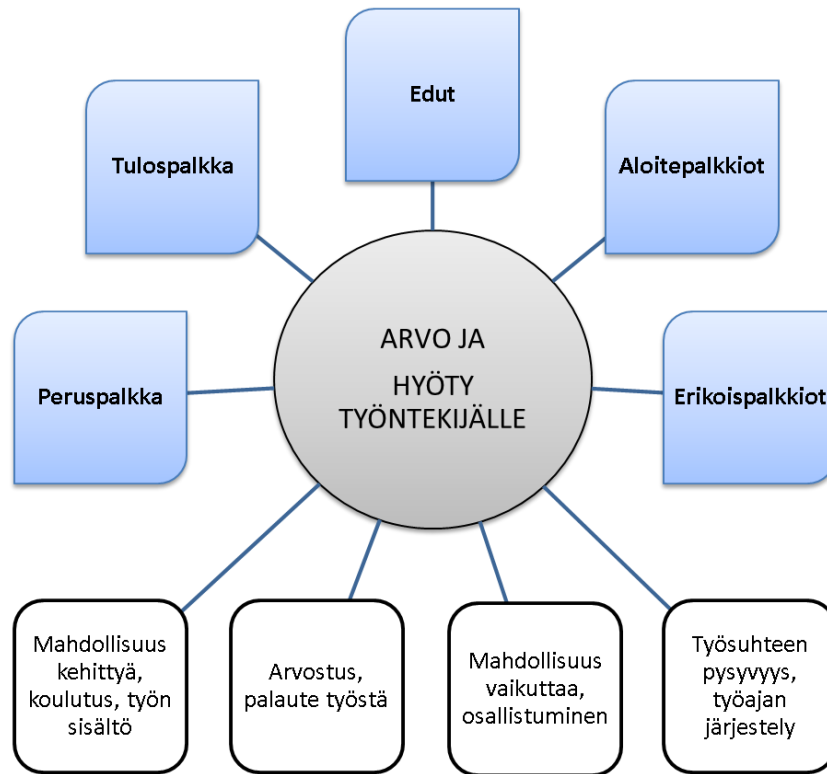 Edut
Tulospalkka
Aloitepalkkiot
ARVO JA
HYÖTY
TYÖNTEKIJÄLLE
Peruspalkka
Erikoispalkkiot
Mahdollisuus
kehittyä,
koulutus, työn
sisältö
Arvostus,
palaute työstä
Mahdollisuus
vaikuttaa,
osallistuminen
Työsuhteen
pysyvyys,
työajan
järjestely